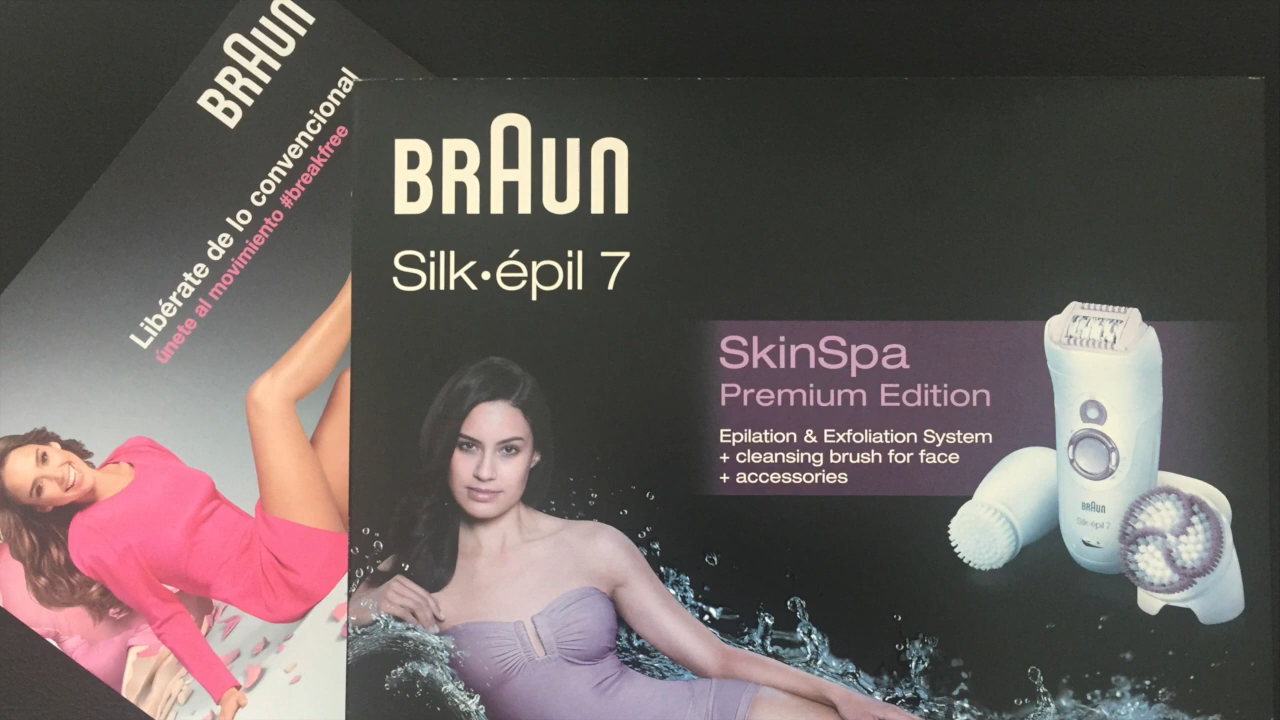 BRAUN
Libérate de lo convencional
únete al movimiento #breakfree
BRAUN
Silk·épil 7
SkinSpa
Premium Edition
Epilation & Exfoliation System
+ cleansing brush for face
+ accessories
BRAUN
Silk·épil 7